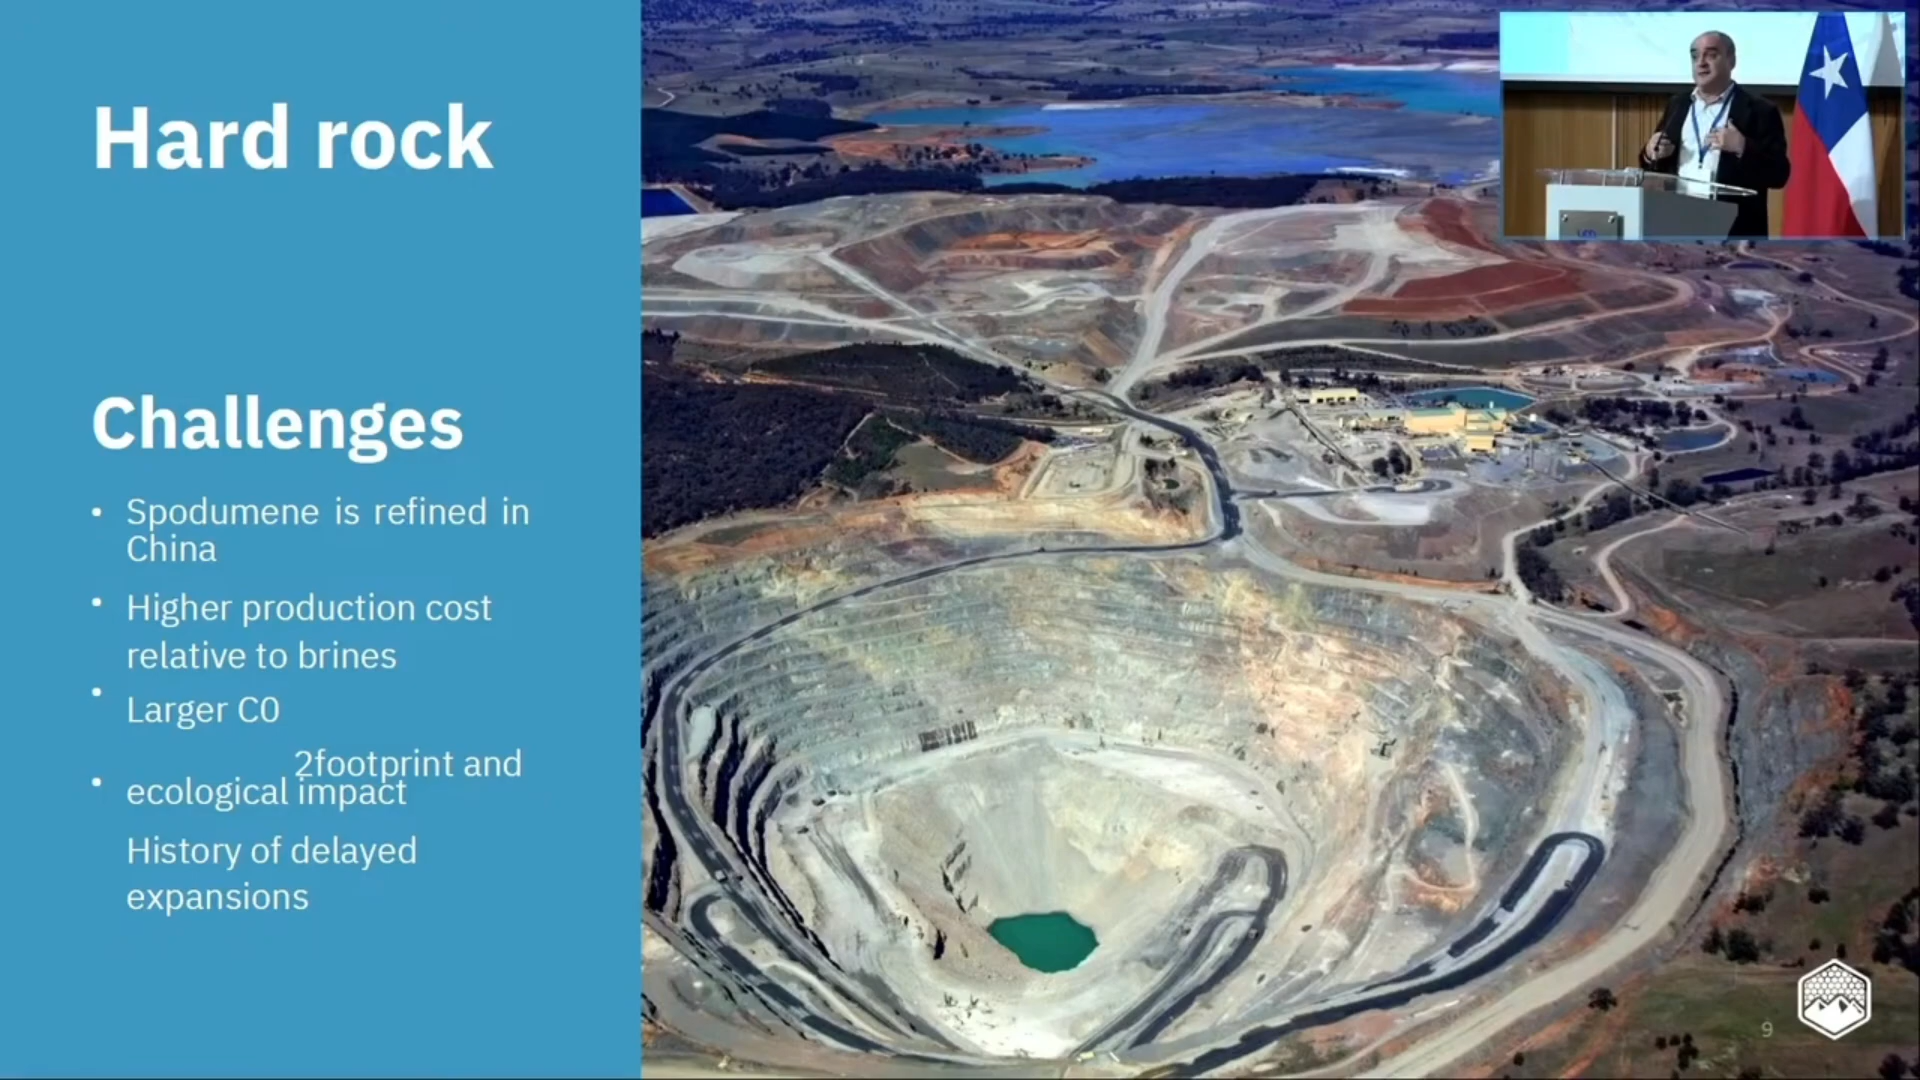 Hard rock
Challenges
• Spodumene is refined in
China
• Higher production cost
relative to brines
• Larger C0
2footprint and
• ecological impact
History of delayed
expansions
9